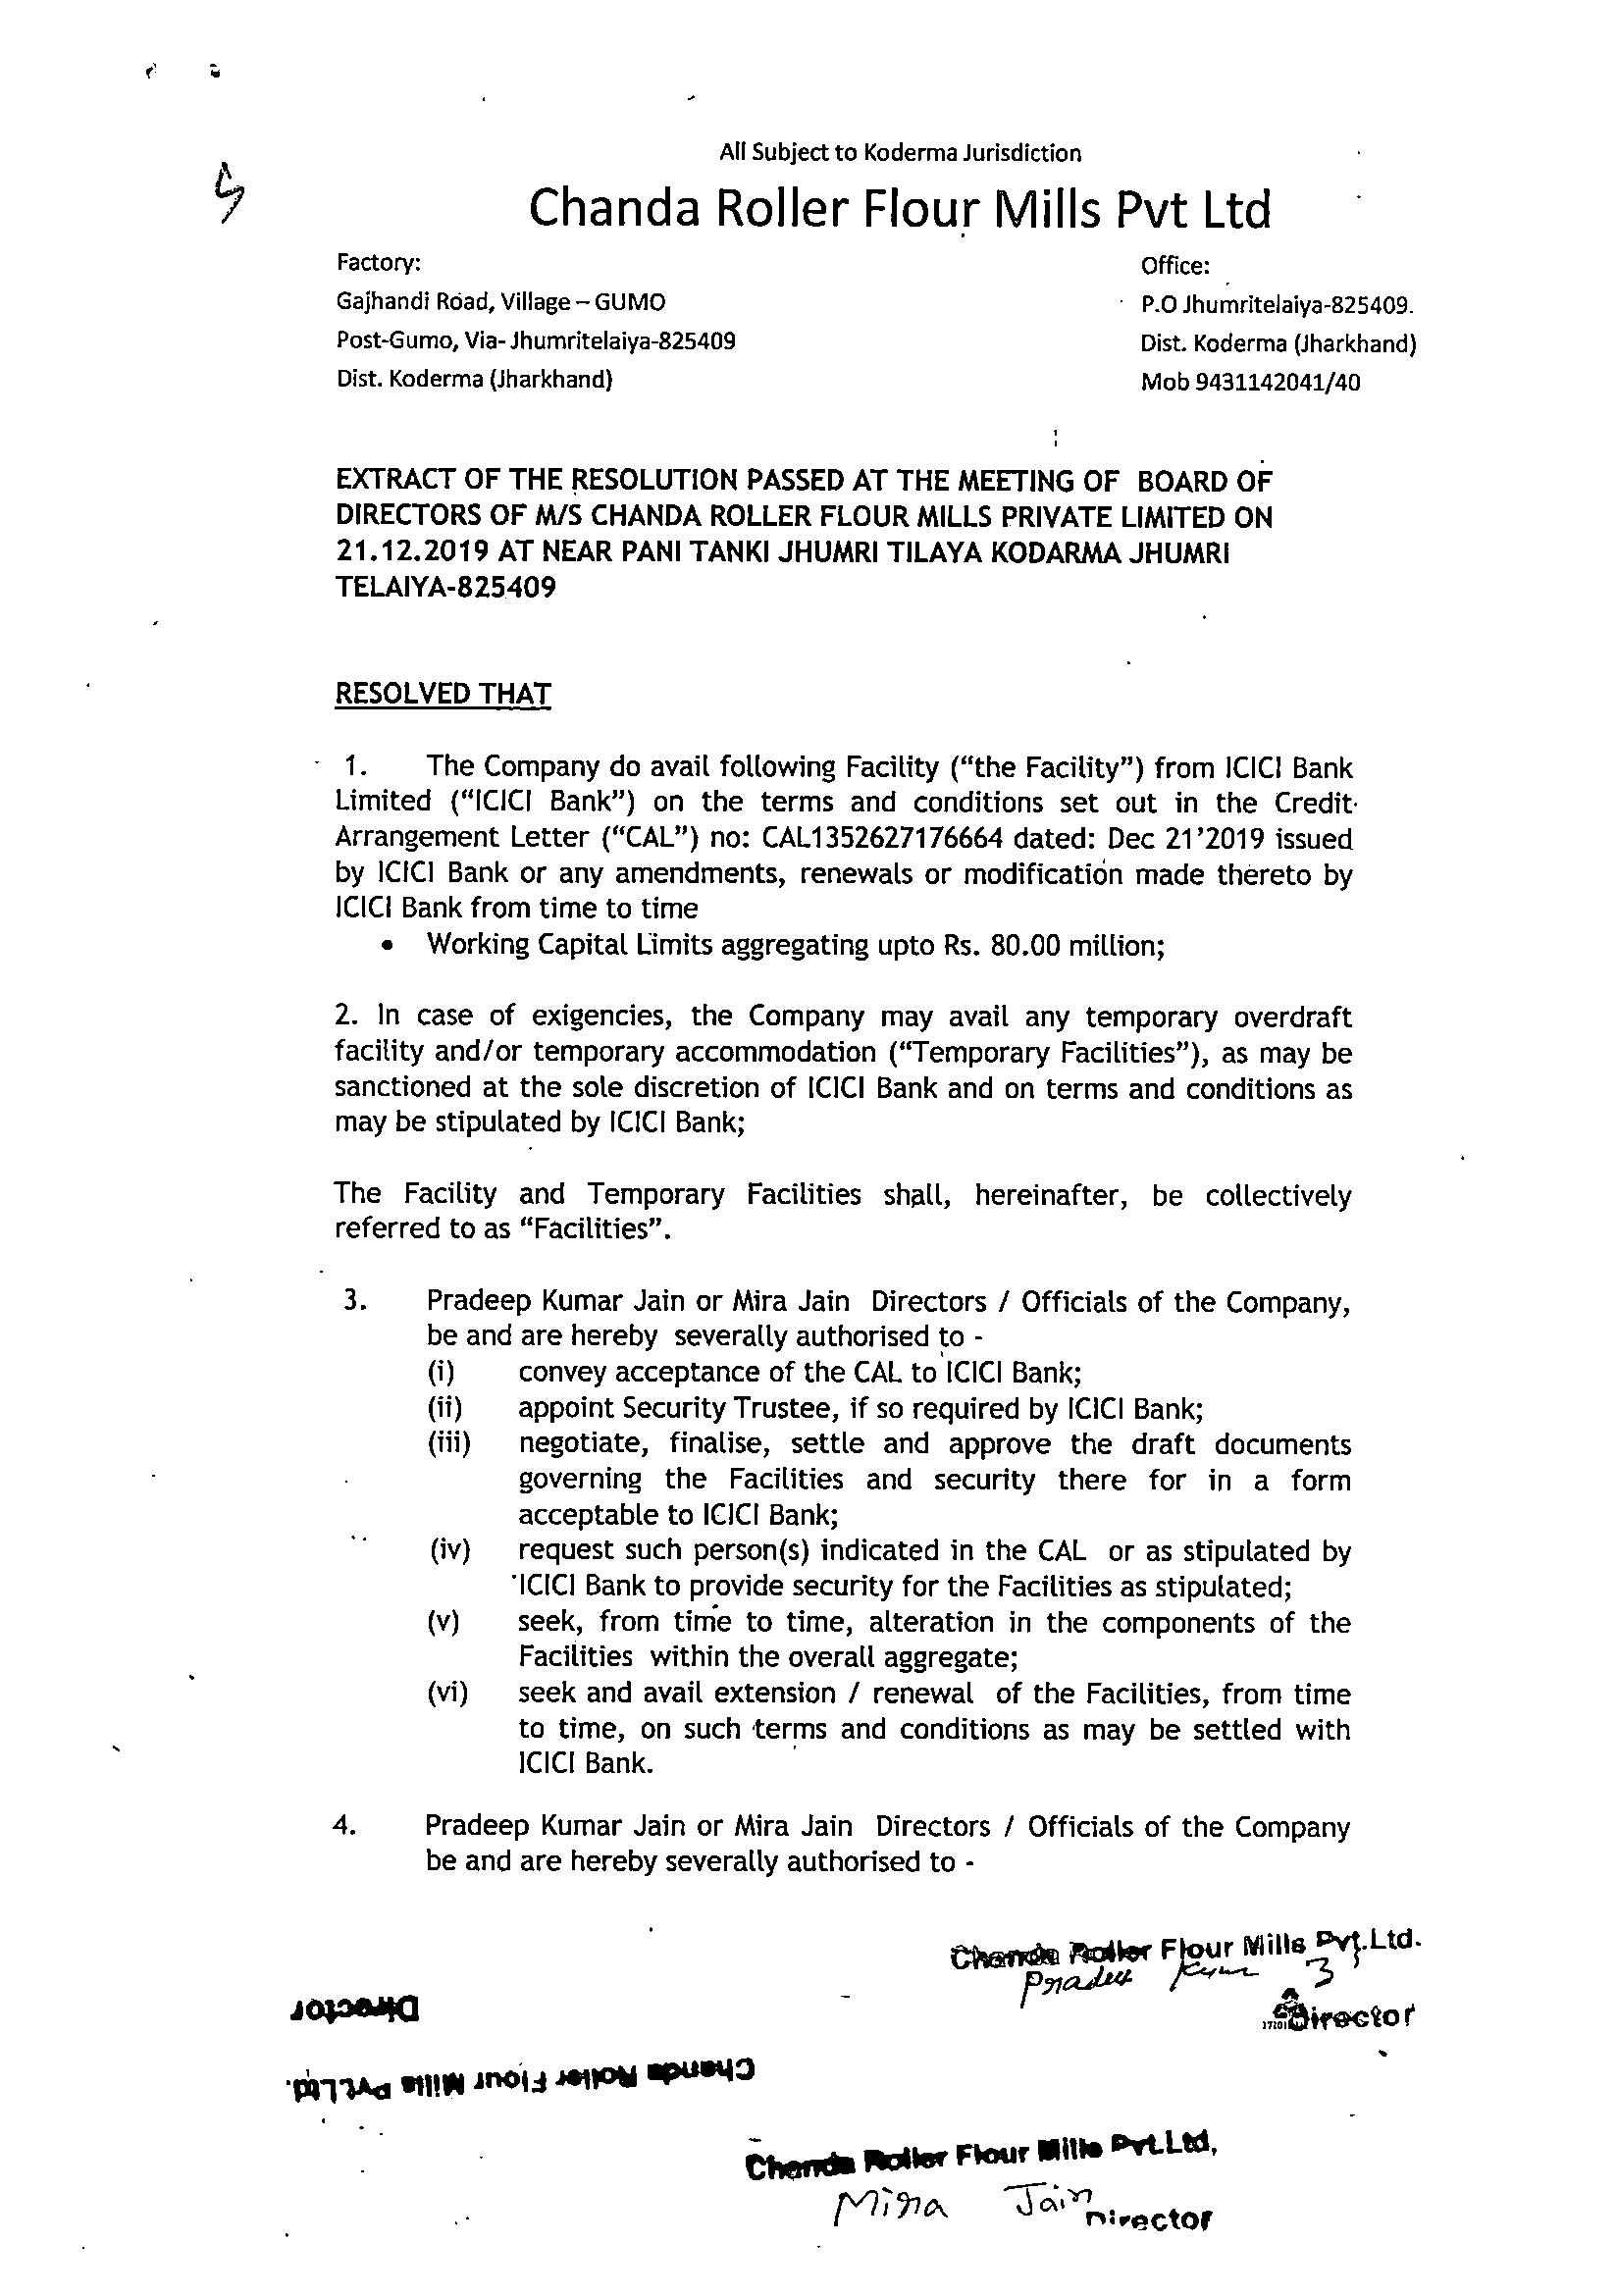 All Subject to Koderma Jurisdiction
Chanda Roller Flour Mills Pvt Ltd
Factory:
Gajhandi Road, Village – GUMO
Post-Gumo, Via- Jhumritelaiya-825409
Dist. Koderma (Jharkhand)
Office:
P.O Jhumritelaiya-825409.
Dist. Koderma (Jharkhand)
Mob 9431142041/40
EXTRACT OF THE RESOLUTION PASSED AT THE MEETING OF BOARD OF
DIRECTORS OF M/S CHANDA ROLLER FLOUR MILLS PRIVATE LIMITED ON
21.12.2019 AT NEAR PANI TANKI JHUMRI TILAYA KODARMA JHUMRI
TELAIYA-825409
RESOLVED THAT
1. The Company do avail following Facility (“the Facility”) from ICICI Bank
Limited (“ICICI Bank”) on the terms and conditions set out in the Credit
Arrangement Letter (“CAL”) no: CAL1352627176664 dated: Dec 21’2019 issued
by ICICI Bank or any amendments, renewals or modification made thereto by
ICICI Bank from time to time
• Working Capital Limits aggregating upto Rs. 80.00 million;
2. In case of exigencies, the Company may avail any temporary overdraft
facility and/or temporary accommodation (“Temporary Facilities”), as may be
sanctioned at the sole discretion of ICICI Bank and on terms and conditions as
may be stipulated by ICICI Bank;
The Facility and Temporary Facilities shall, hereinafter, be collectively
referred to as “Facilities”.
3. Pradeep Kumar Jain or Mira Jain Directors / Officials of the Company,
be and are hereby severally authorised to -
(i) convey acceptance of the CAL to ICICI Bank;
(ii) appoint Security Trustee, if so required by ICICI Bank;
(iii) negotiate, finalise, settle and approve the draft documents
governing the Facilities and security there for in a form
acceptable to ICICI Bank;
(iv) request such person(s) indicated in the CAL or as stipulated by
ICICI Bank to provide security for the Facilities as stipulated;
(v) seek, from time to time, alteration in the components of the
Facilities within the overall aggregate;
(vi) seek and avail extension / renewal of the Facilities, from time
to time, on such terms and conditions as may be settled with
ICICI Bank.
4. Pradeep Kumar Jain or Mira Jain Directors / Officials of the Company
be and are hereby severally authorised to -
Chanda Roller Flour Mills Pvt.Ltd.
Director
Director
Chanda Roller Flour Mills Pvt.Ltd.
Chanda Roller Flour Mills Pvt.Ltd,
Mira Jain
Director